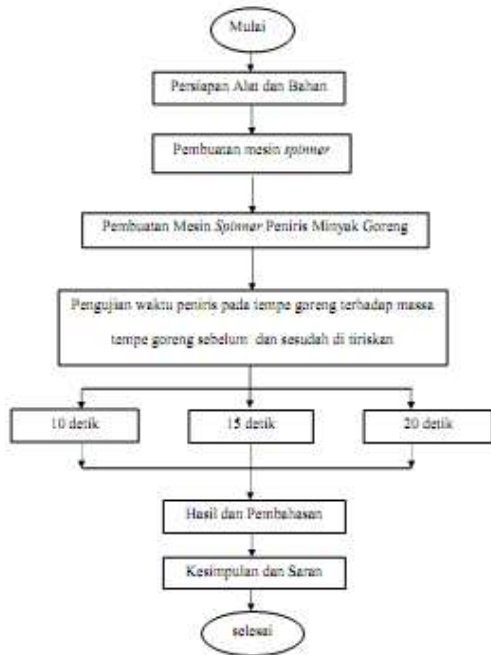 Mulai
Persiapan Alat dan Bahan
Pembuatan mesin spinner
Pembuatan Mesin Spinner Peniris Minyak Goreng
Pengujian waktu peniris pada tempe goreng terhadap massa
tempe goreng sebelum dan sesudah di tiriskan
10 detik
15 detik
20 detik
Hasil dan Pembahasan
Kesimpulan dan Saran
selesai